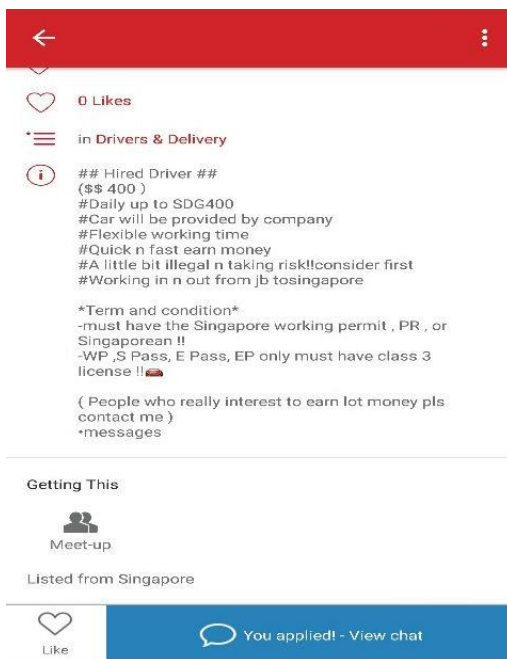 0 Likes
in Drivers & Delivery
## Hired Driver ##
($$ 400 )
#Daily up to SDG400
#Car will be provided by company
#Flexible working time
#Quick n fast earn money
#A little bit illegal n taking risk!!consider first
#Working in n out from jb tosingapore
*Term and condition*
-must have the Singapore working permit , PR , or
Singaporean !!
-WP ,S Pass, E Pass, EP only must have class 3
license !!🚗
( People who really interest to earn lot money pls
contact me )
•messages
Getting This
Meet-up
Listed from Singapore
Like
You applied! - View chat